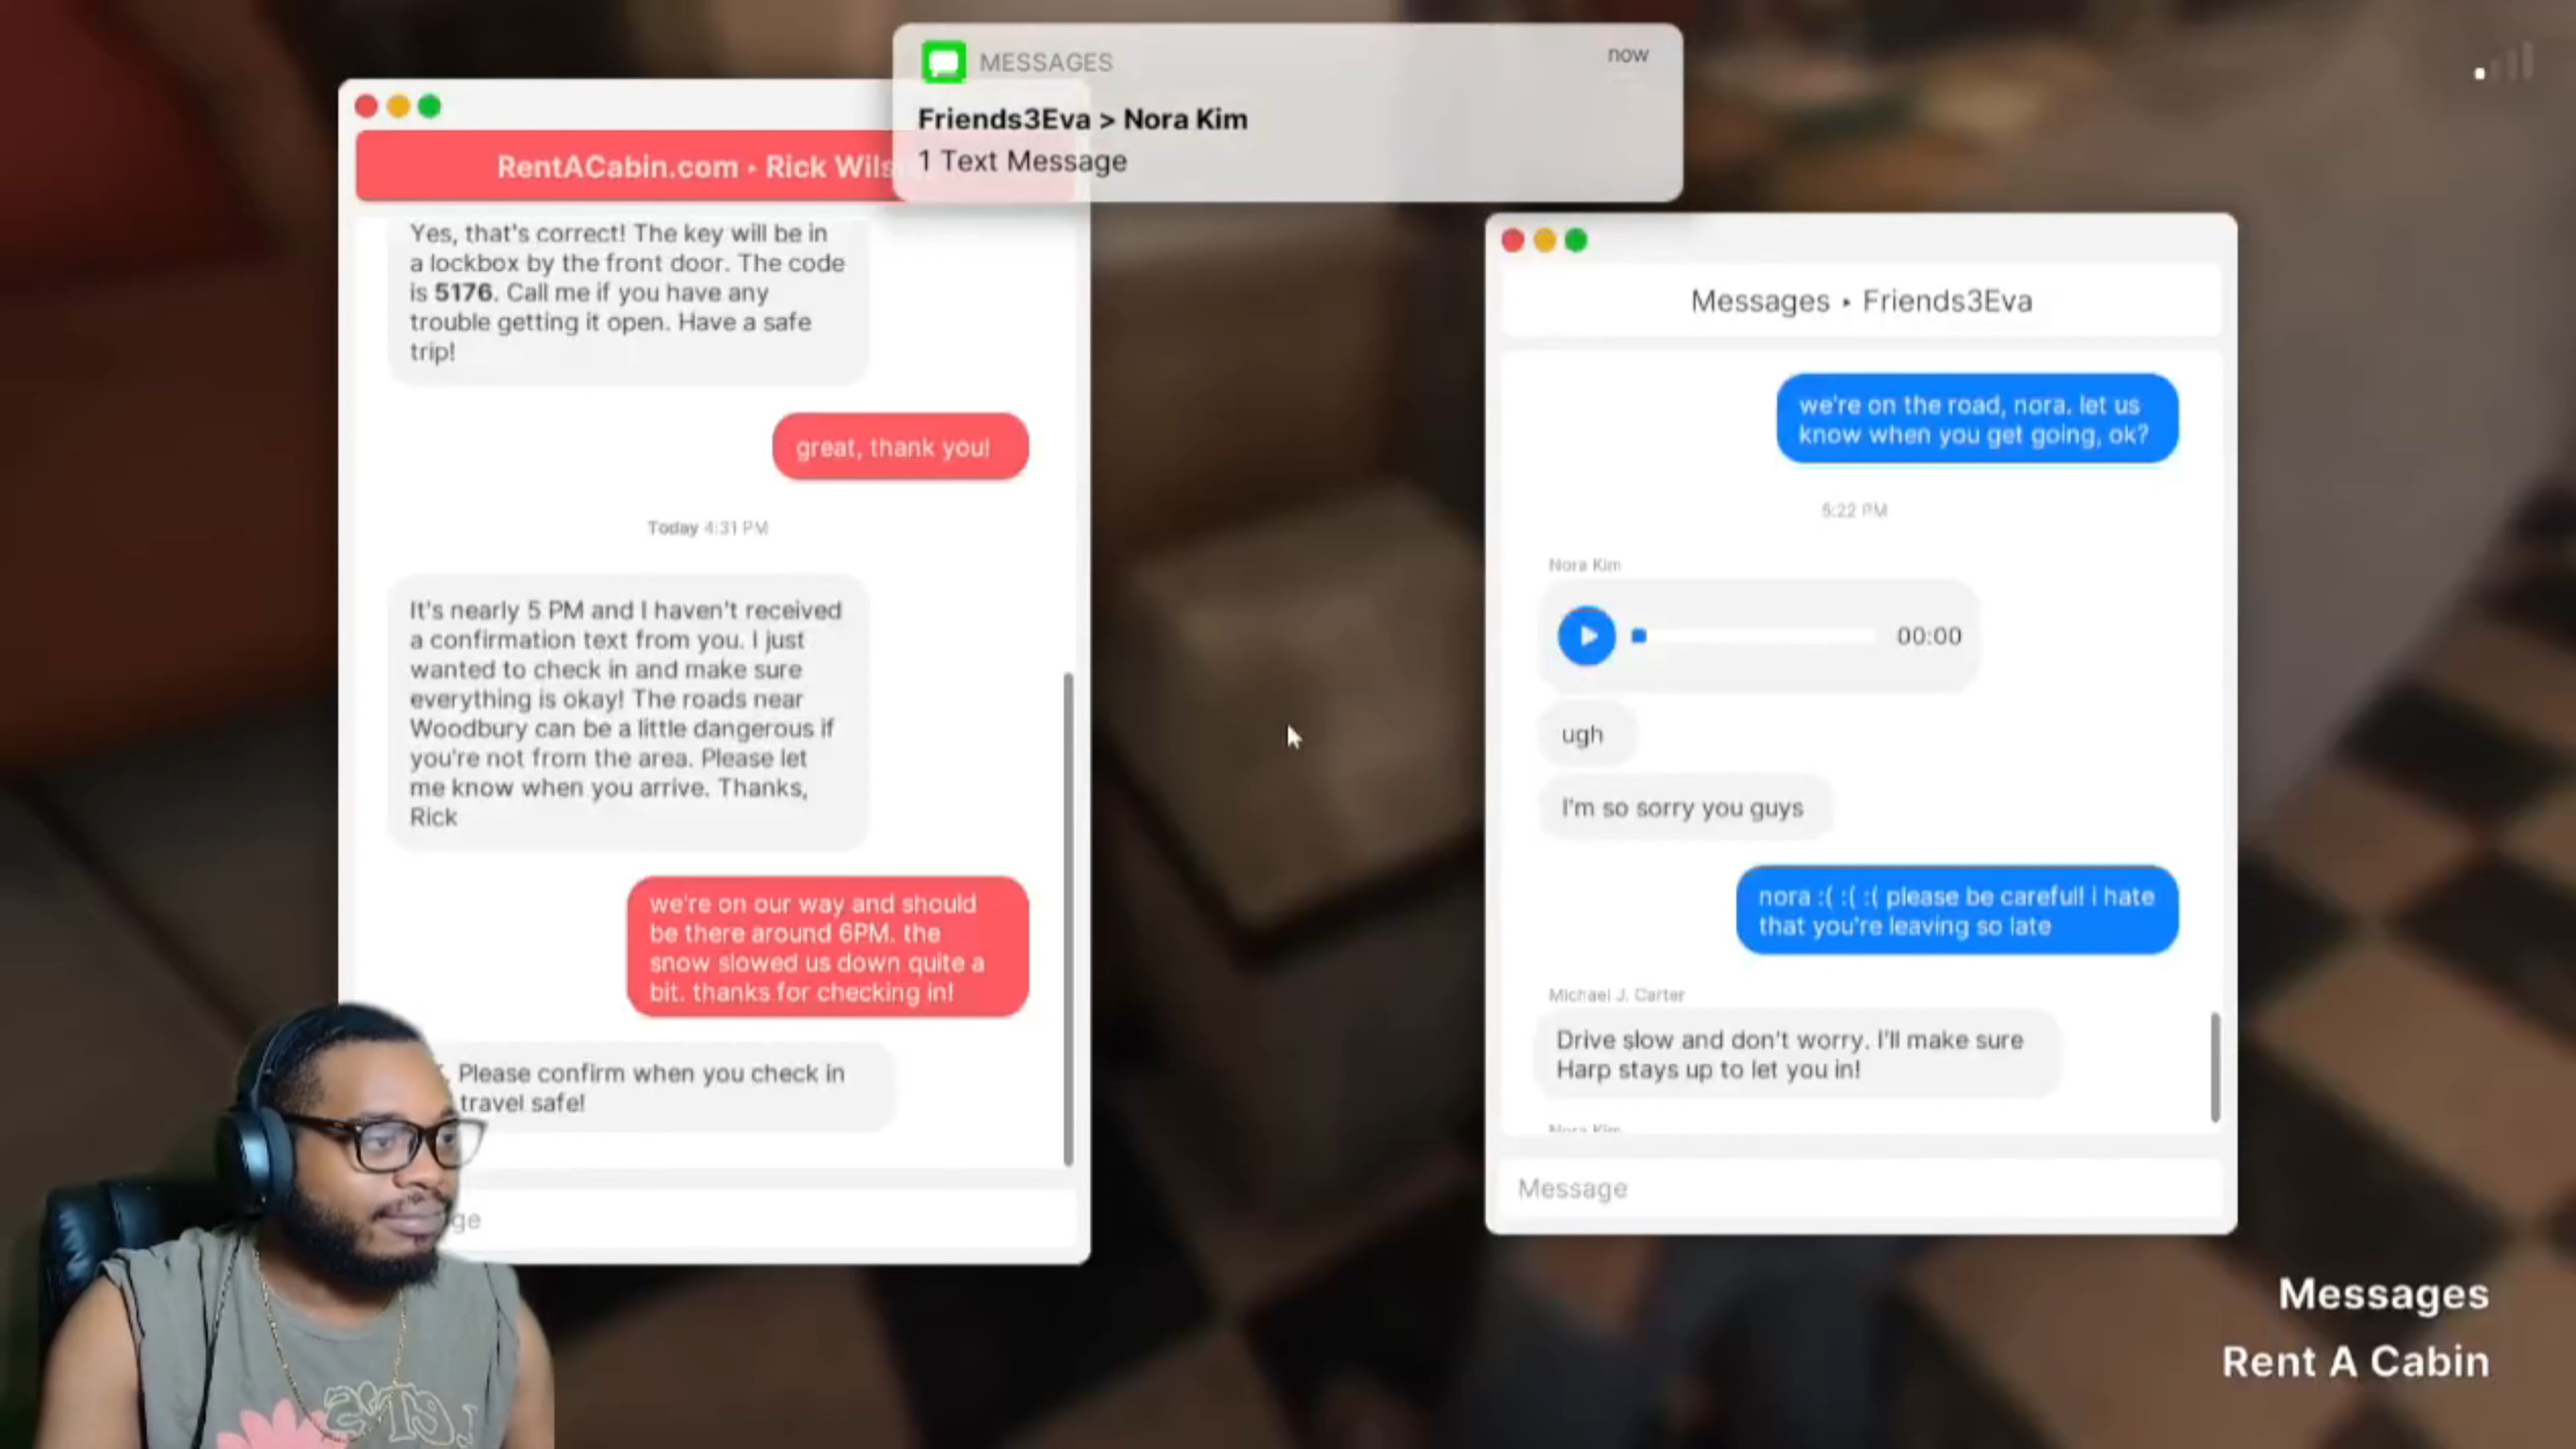 MESSAGES
now
Friends3Eva > Nora Kim
1 Text Message
RentACabin.com • Rick
Yes, that's correct! The key will be in
a lockbox by the front door. The code
is 5176. Call me if you have any
trouble getting it open. Have a safe
trip!
great, thank you!
Today 4:31 PM
It's nearly 5 PM and I haven't received
a confirmation text from you. I just
wanted to check in and make sure
everything is okay! The roads near
Woodbury can be a little dangerous if
you're not from the area. Please let
me know when you arrive. Thanks,
Rick
we're on our way and should
be there around 6PM. the
snow slowed us down quite a
bit. thanks for checking in!
Please confirm when you check in
travel safe!
Messages • Friends3Eva
we're on the road, nora. let us
know when you get going, ok?
5:22 PM
Nora Kim
00:00
ugh
I'm so sorry you guys
nora :( :( :( please be careful! i hate
that you're leaving so late
Michael J. Carter
Drive slow and don't worry. I'll make sure
Harp stays up to let you in!
Nora Kim
Message
Messages
Rent A Cabin